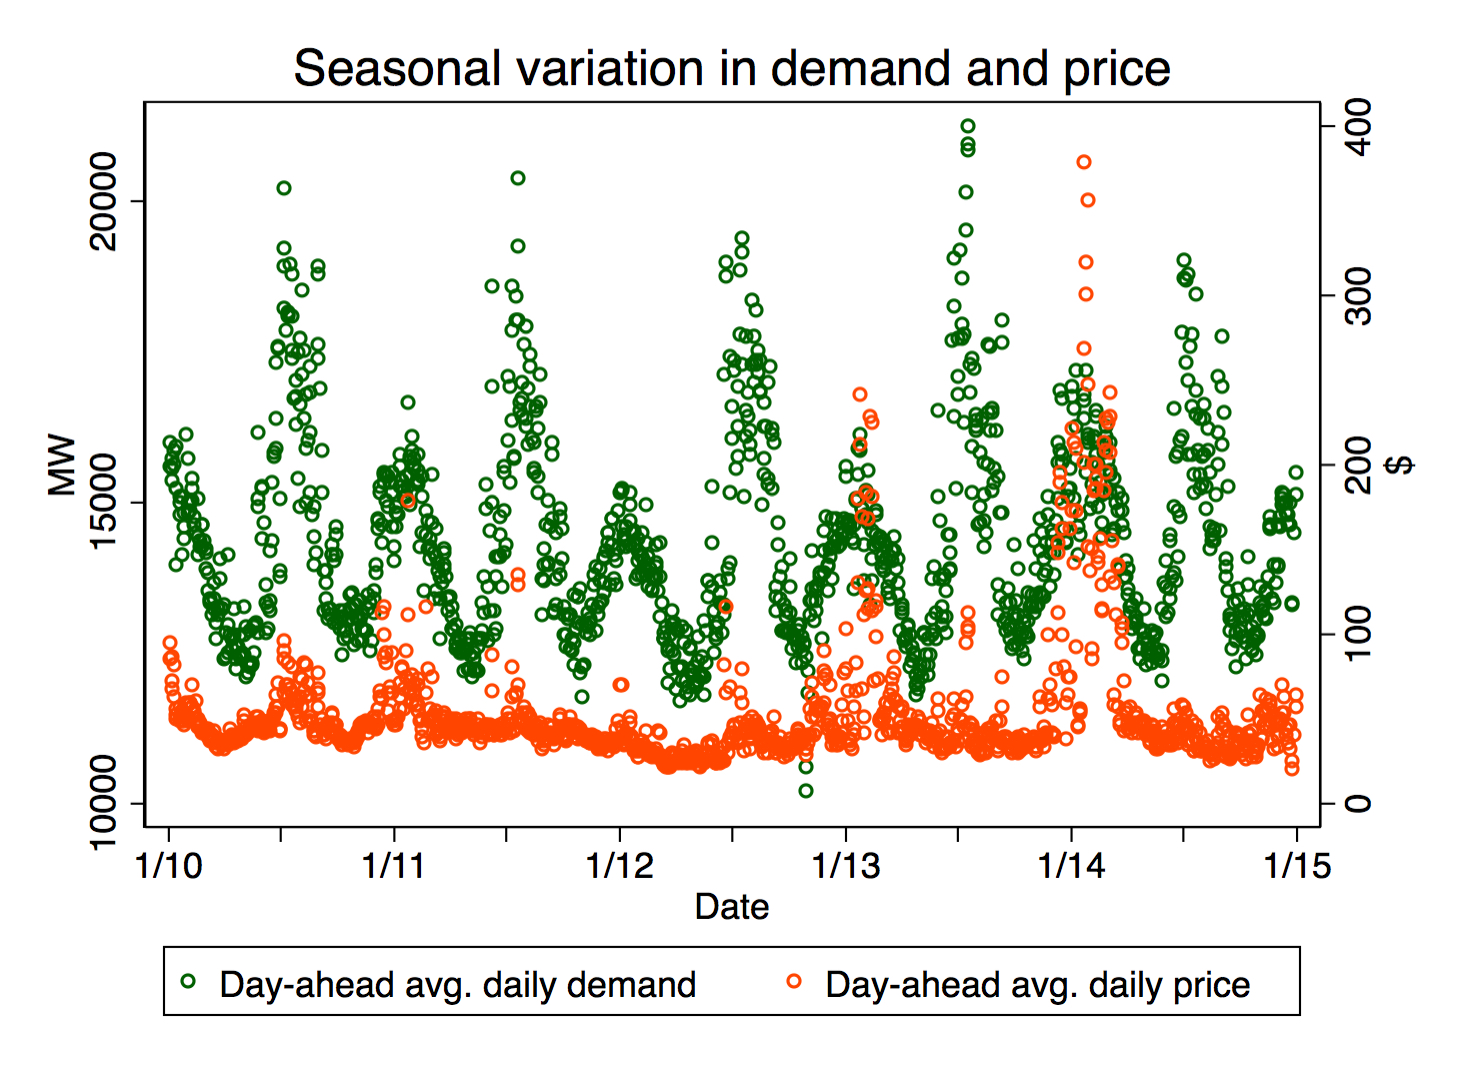 Seasonal variation in demand and price
MW
20000
15000
10000
400
300
200
100
0
$
1/10 1/11 1/12 1/13 1/14 1/15
Date
Day-ahead avg. daily demand Day-ahead avg. daily price